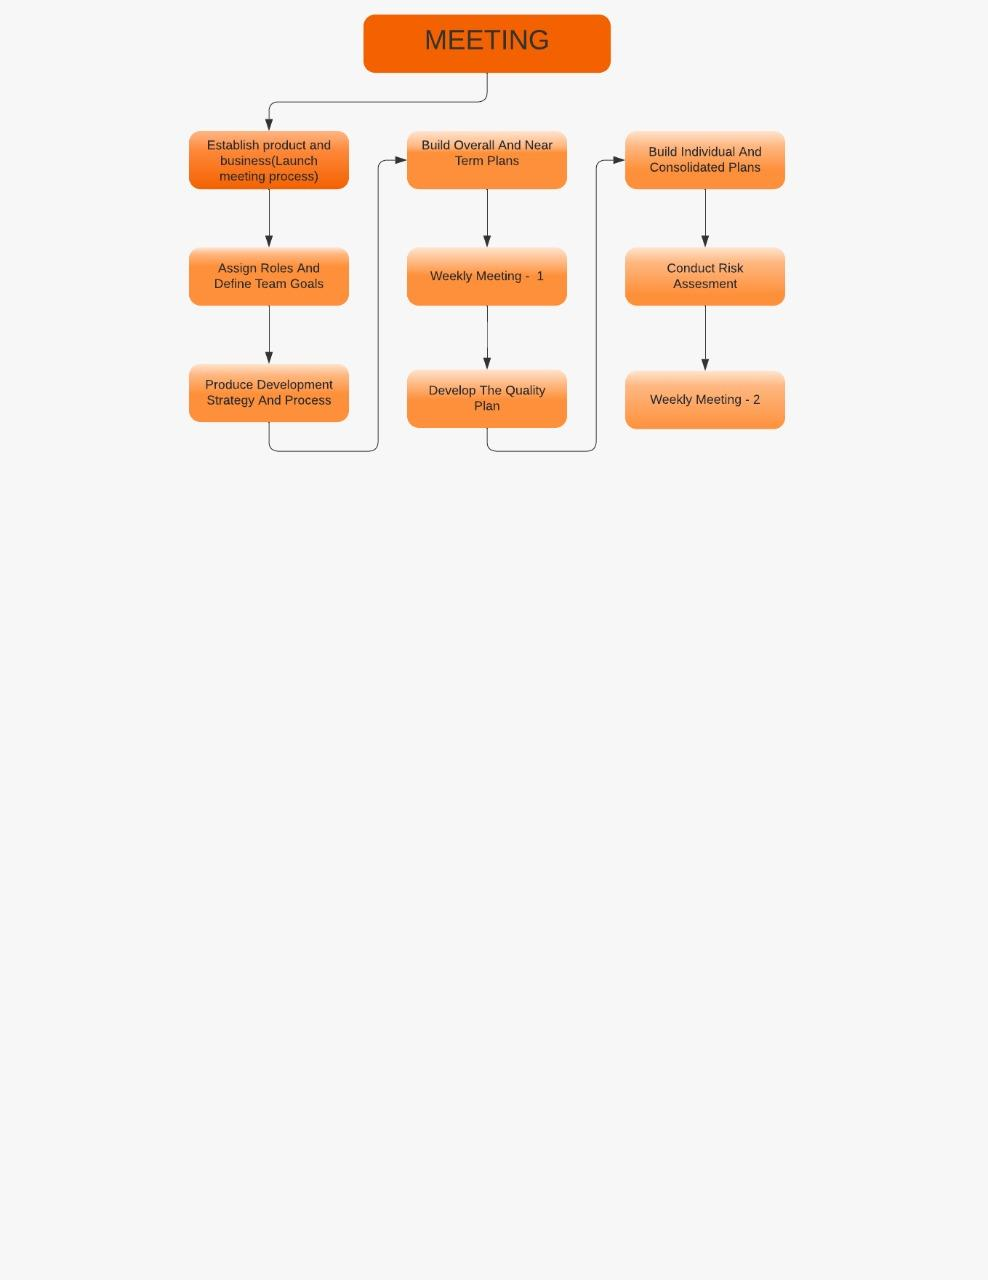 MEETING
Establish product and
business(Launch
meeting process)
Assign Roles And
Define Team Goals
Produce Development
Strategy And Process
Build Overall And Near
Term Plans
Weekly Meeting -  1
Develop The Quality
Plan
Build Individual And
Consolidated Plans
Conduct Risk
Assesment
Weekly Meeting - 2